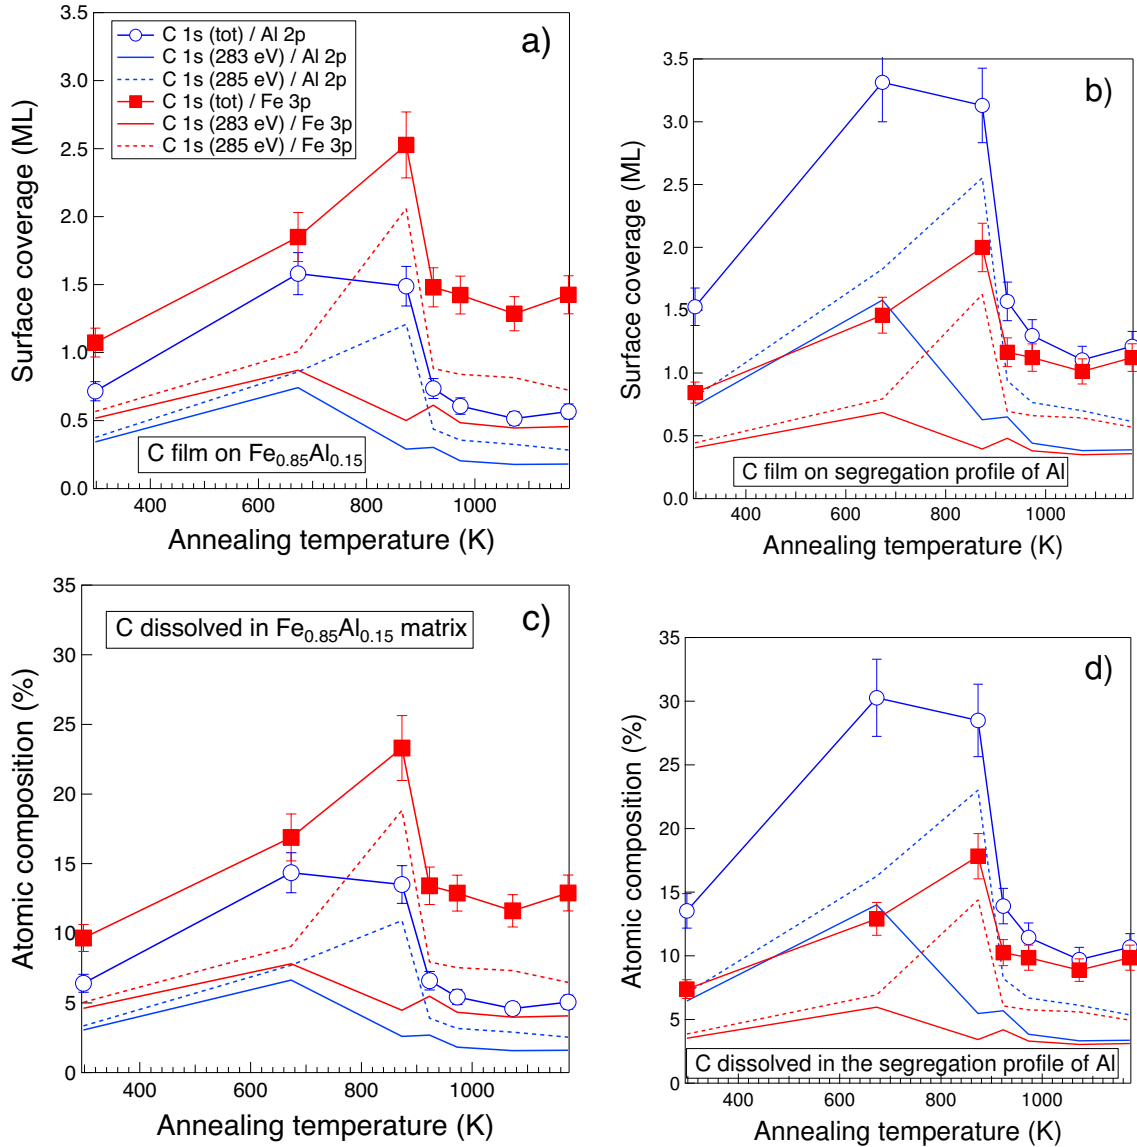 a)
C 1s (tot) / Al 2p
C 1s (283 eV) / Al 2p
C 1s (285 eV) / Al 2p
C 1s (tot) / Fe 3p
C 1s (283 eV) / Fe 3p
C 1s (285 eV) / Fe 3p
3.5
3.0
2.5
2.0
1.5
1.0
0.5
0.0
Surface coverage (ML)
C film on Fe0.85Al0.15
400 600 800 1000
Annealing temperature (K)
b)
3.5
3.0
2.5
2.0
1.5
1.0
0.5
0.0
Surface coverage (ML)
C film on segregation profile of Al
400 600 800 1000
Annealing temperature (K)
c)
C dissolved in Fe0.85Al0.15 matrix
35
30
25
20
15
10
5
0
Atomic composition (%)
400 600 800 1000
Annealing temperature (K)
d)
35
30
25
20
15
10
5
0
Atomic composition (%)
C dissolved in the segregation profile of Al
400 600 800 1000
Annealing temperature (K)